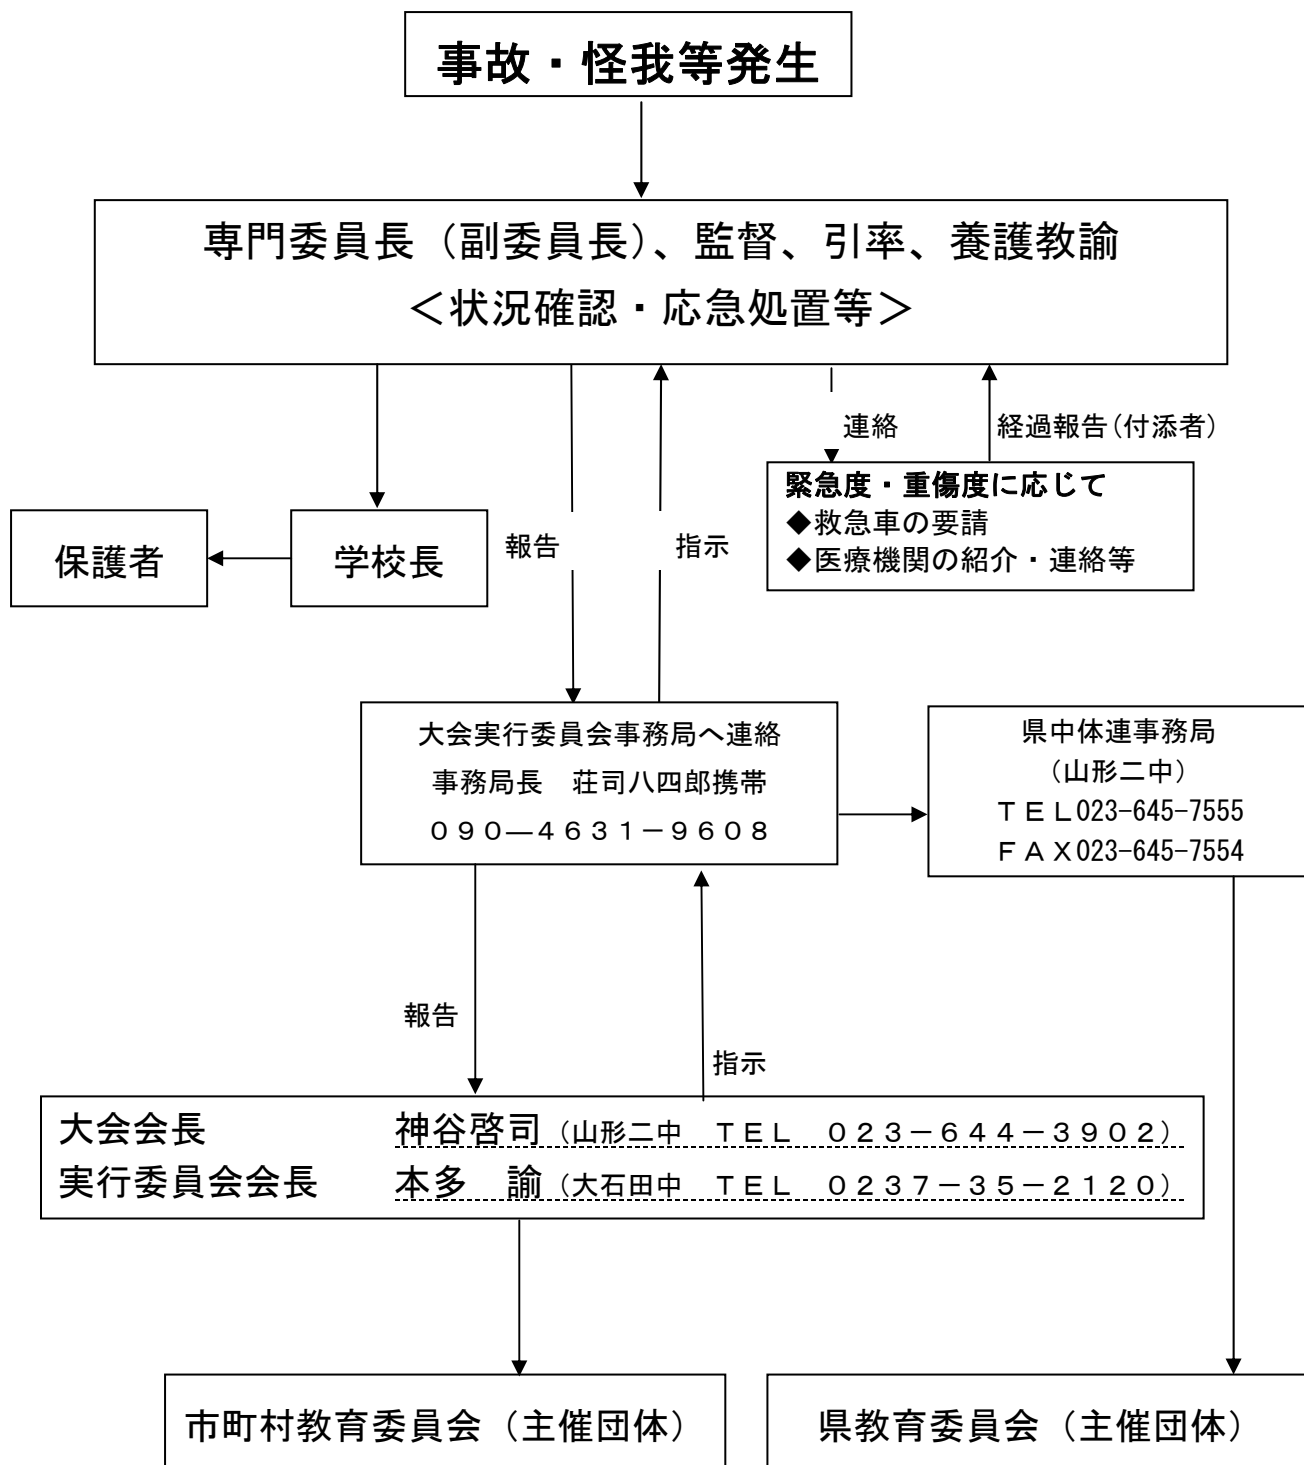 事故・怪我等発生
専門委員長（副委員長）、監督、引率、養護教諭
＜状況確認・応急処置等＞
連絡
経過報告(付添者)
緊急度・重傷度に応じて
◆救急車の要請
◆医療機関の紹介・連絡等
保護者
学校長
報告
指示
大会実行委員会事務局へ連絡
事務局長　荘司八四郎携帯
０９０―４６３１－９６０８
県中体連事務局
（山形二中）
ＴＥＬ023-645-7555
ＦＡＸ023-645-7554
報告
指示
大会会長　神谷啓司（山形二中　ＴＥＬ　０２３－６４４－３９０２）
実行委員会会長　本多　諭（大石田中　ＴＥＬ　０２３７－３５－２１２０）
市町村教育委員会（主催団体）
県教育委員会（主催団体）